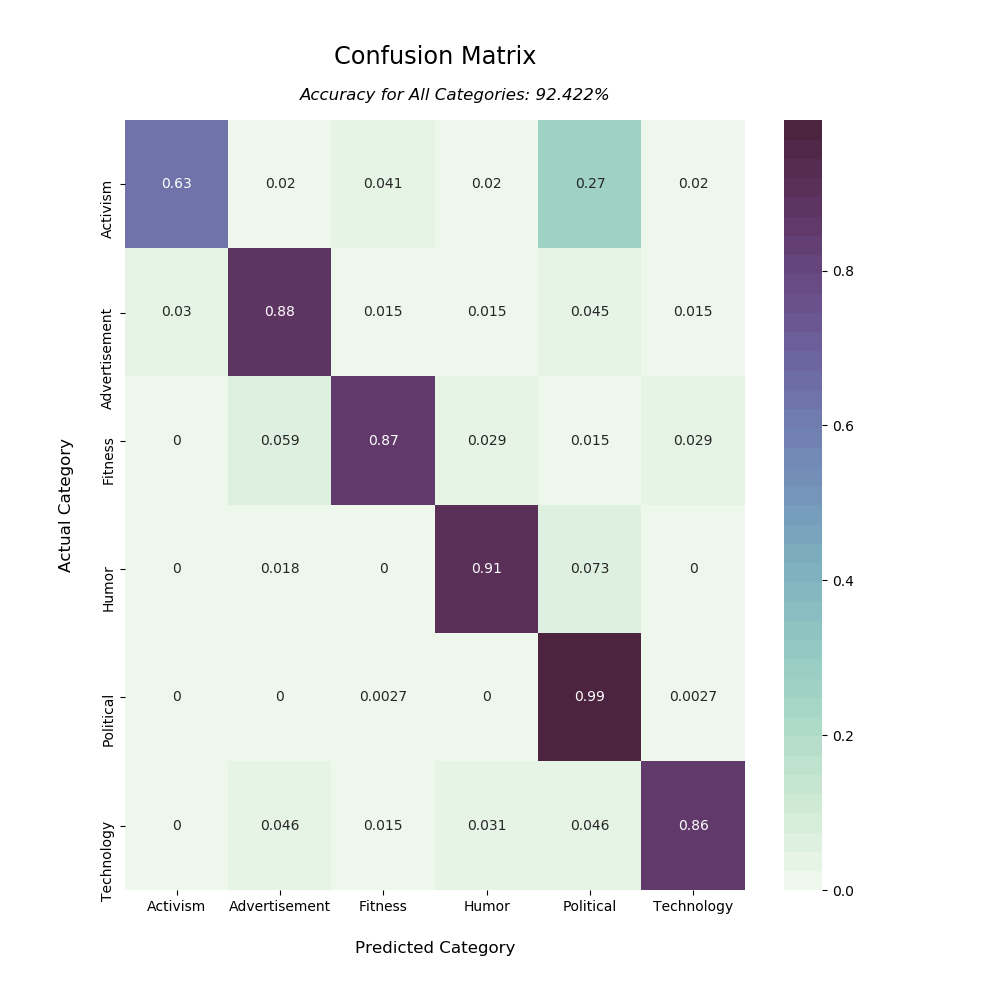 Confusion Matrix
Accuracy for All Categories: 92.422%
Activism 0.63 0.02 0.041 0.02 0.27 0.02
Advertisement 0.03 0.88 0.015 0.015 0.045 0.015
Fitness 0 0.059 0.87 0.029 0.015 0.029
Humor 0 0.018 0 0.91 0.073 0
Political 0 0 0.0027 0 0.99 0.0027
Technology 0 0.046 0.015 0.031 0.046 0.86
Activism Advertisement Fitness Humor Political Technology
Predicted Category
Actual Category
0.8
0.6
0.4
0.2
0.0